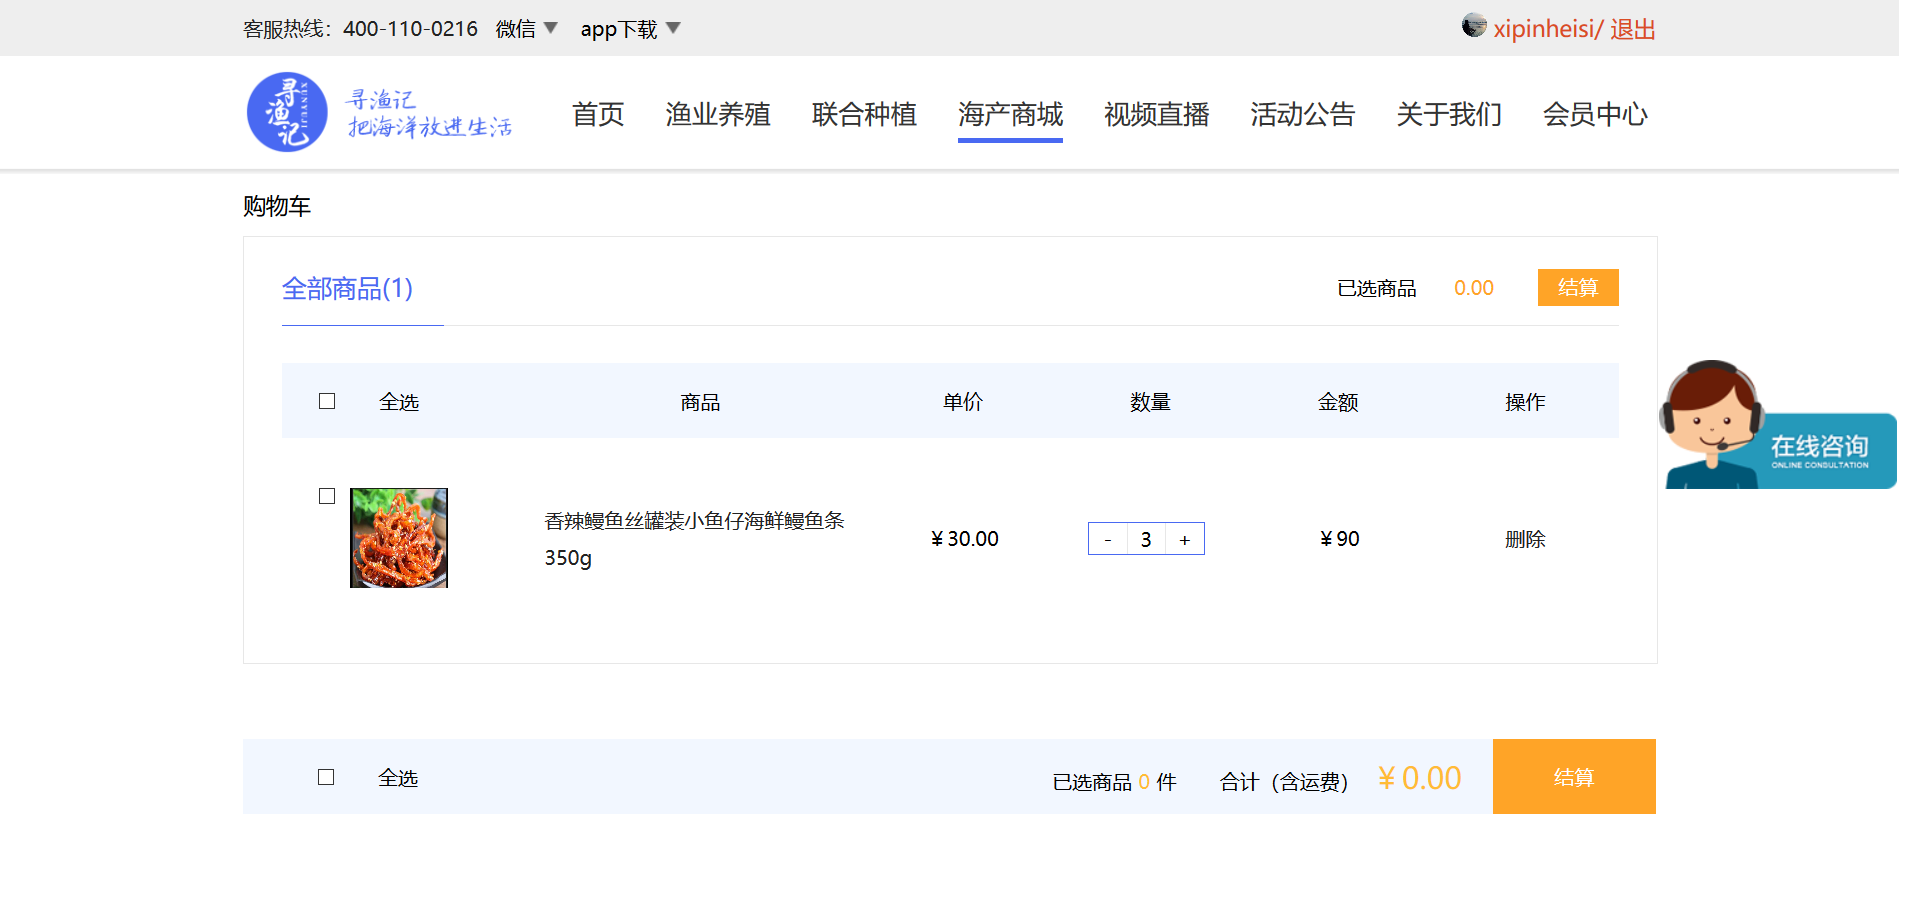 客服热线：400-110-0216 微信 app下载 xipinheisi/ 退出
寻渔记 XUNYUJI
寻渔记
把海洋放进生活
首页 渔业养殖 联合种植 海产商城 视频直播 活动公告 关于我们 会员中心
购物车
全部商品(1) 已选商品 0.00 结算
全选 商品 单价 数量 金额 操作
香辣鳗鱼丝罐装小鱼仔海鲜鳗鱼条
350g
¥30.00 - 3 + ¥90 删除
在线咨询
ONLINE CONSULTATION
全选 已选商品 0 件 合计（含运费） ¥0.00 结算